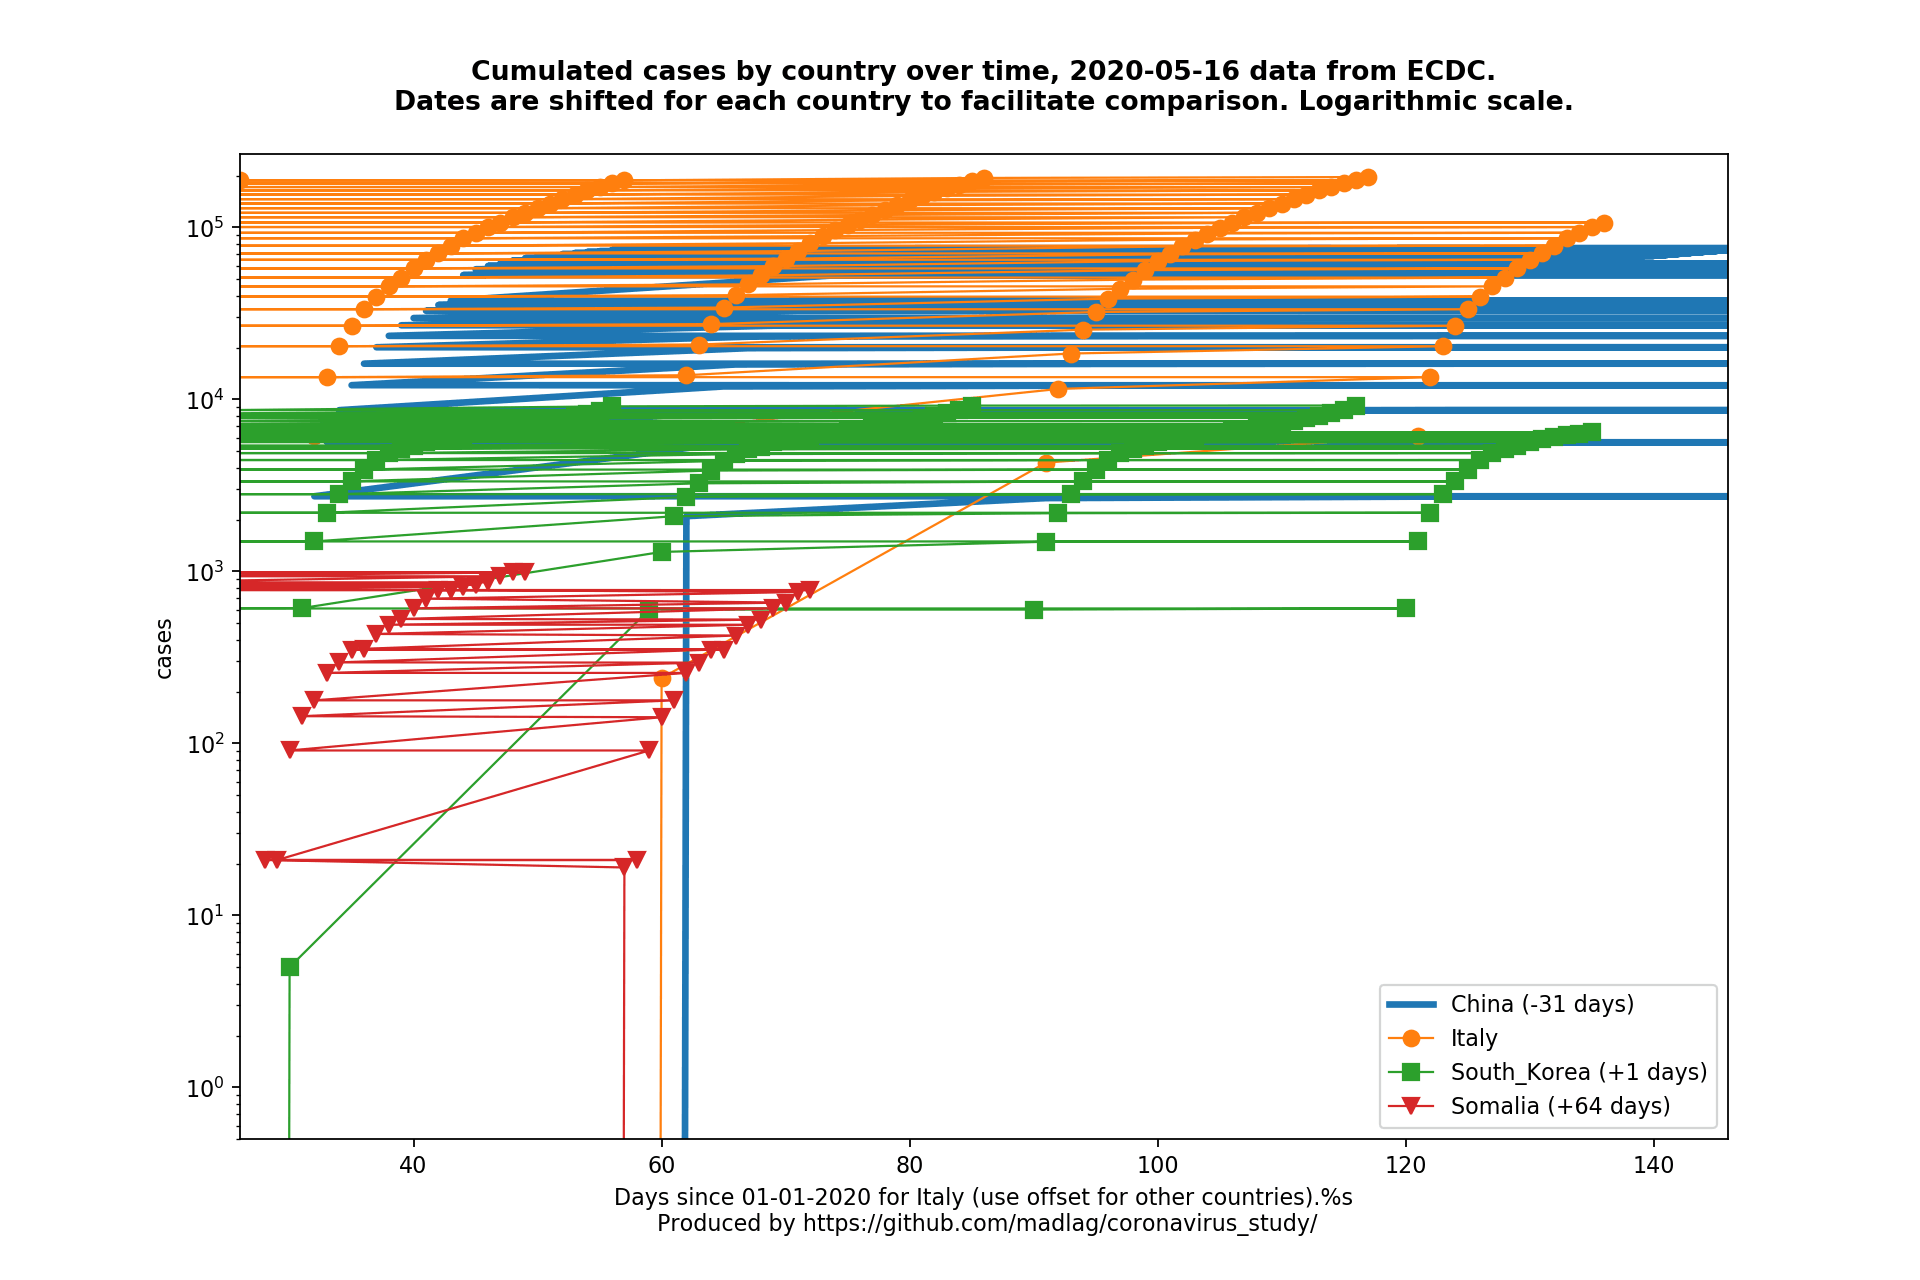 Cumulated cases by country over time, 2020-05-16 data from ECDC.
Dates are shifted for each country to facilitate comparison. Logarithmic scale.
cases
10^5
10^4
10^3
10^2
10^1
10^0
40 60 80 100 120 140
China (-31 days)
Italy
South_Korea (+1 days)
Somalia (+64 days)
Days since 01-01-2020 for Italy (use offset for other countries).%s
Produced by https://github.com/madlag/coronavirus_study/